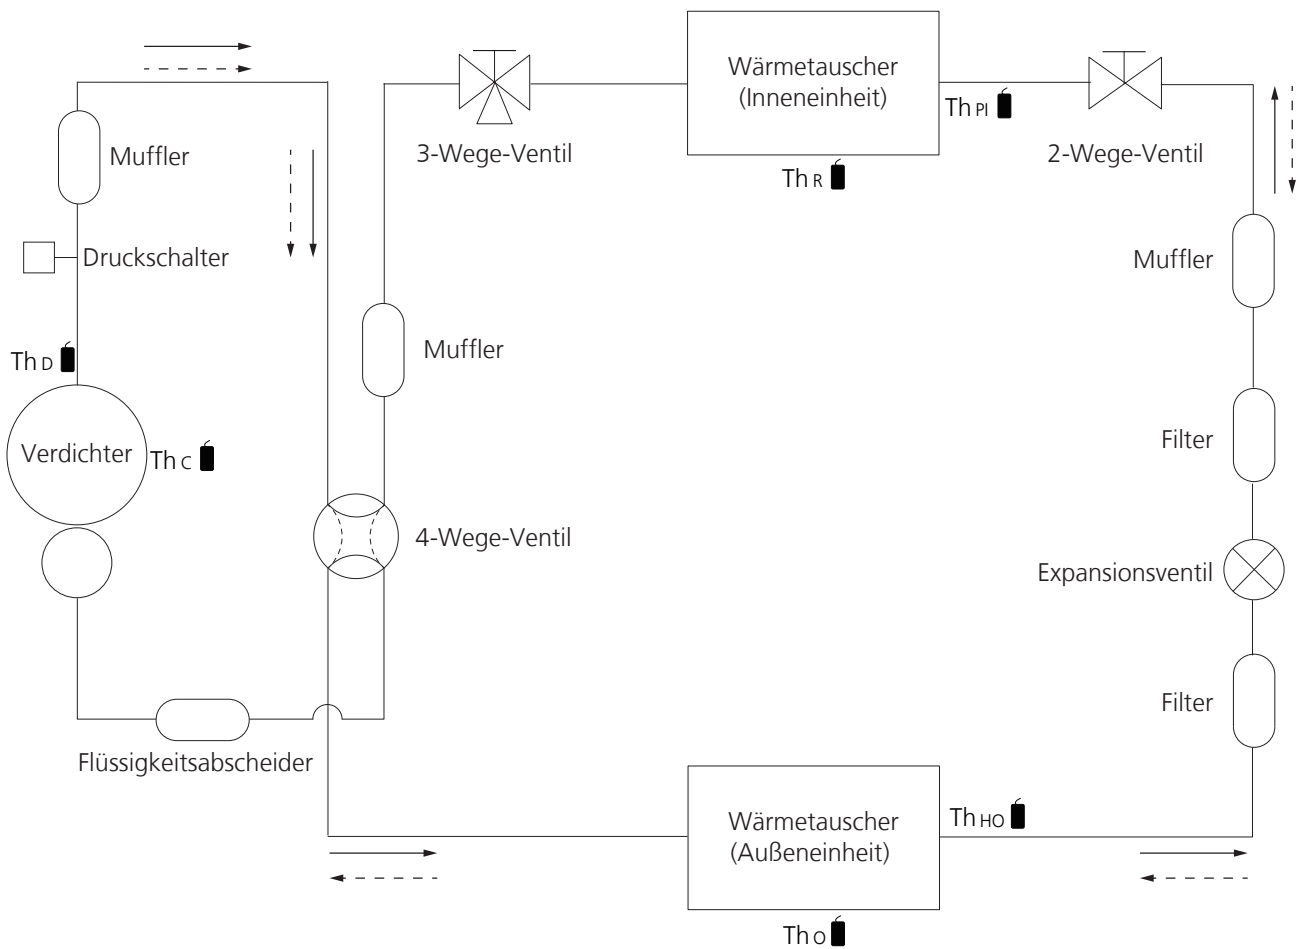 Wärmetauscher
(Inneneinheit)
Th PI
Muffler
3-Wege-Ventil
2-Wege-Ventil
Th R
Druckschalter
Muffler
Th D
Muffler
Verdichter
Th C
Filter
4-Wege-Ventil
Expansionsventil
Filter
Flüssigkeitsabscheider
Wärmetauscher
(Außeneinheit)
Th HO
Th O